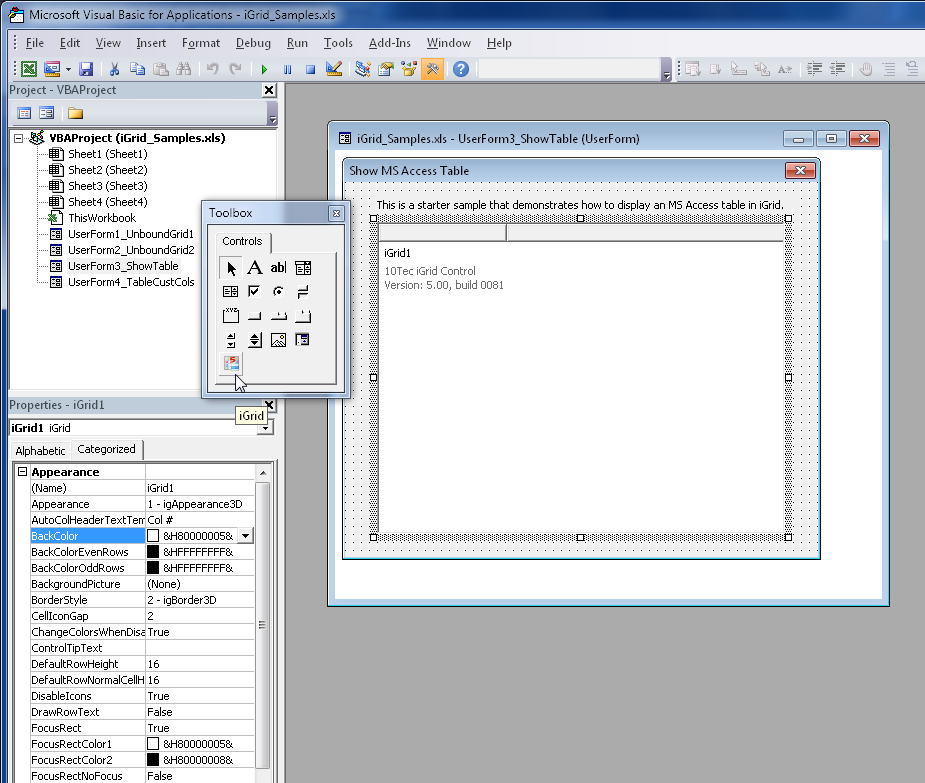 Microsoft Visual Basic for Applications - iGrid_Samples.xls
File Edit View Insert Format Debug Run Tools Add-Ins Window Help
Project - VBAProject
VBAProject (iGrid_Samples.xls)
Sheet1 (Sheet1)
Sheet2 (Sheet2)
Sheet3 (Sheet3)
Sheet4 (Sheet4)
ThisWorkbook
UserForm1_UnboundGrid1
UserForm2_UnboundGrid2
UserForm3_ShowTable
UserForm4_TableCustCols
Toolbox
Controls
A ab
xyz
iGrid
iGrid_Samples.xls - UserForm3_ShowTable (UserForm)
Show MS Access Table
This is a starter sample that demonstrates how to display an MS Access table in iGrid.
iGrid1
10Tec iGrid Control
Version: 5.00, build 0081
Properties - iGrid1
iGrid1 iGrid
Alphabetic Categorized
Appearance
(Name) iGrid1
Appearance 1 - igAppearance3D
AutoColHeaderTextTem Col #
BackColor &H80000005&
BackColorEvenRows &HFFFFFFFF&
BackColorOddRows &HFFFFFFFF&
BackgroundPicture (None)
BorderStyle 2 - igBorder3D
CellIconGap 2
ChangeColorsWhenDisa True
ControlTipText
DefaultRowHeight 16
DefaultRowNormalCellH 16
DisableIcons True
DrawRowText False
FocusRect True
FocusRectColor1 &H80000005&
FocusRectColor2 &H80000008&
FocusRectNoFocus False